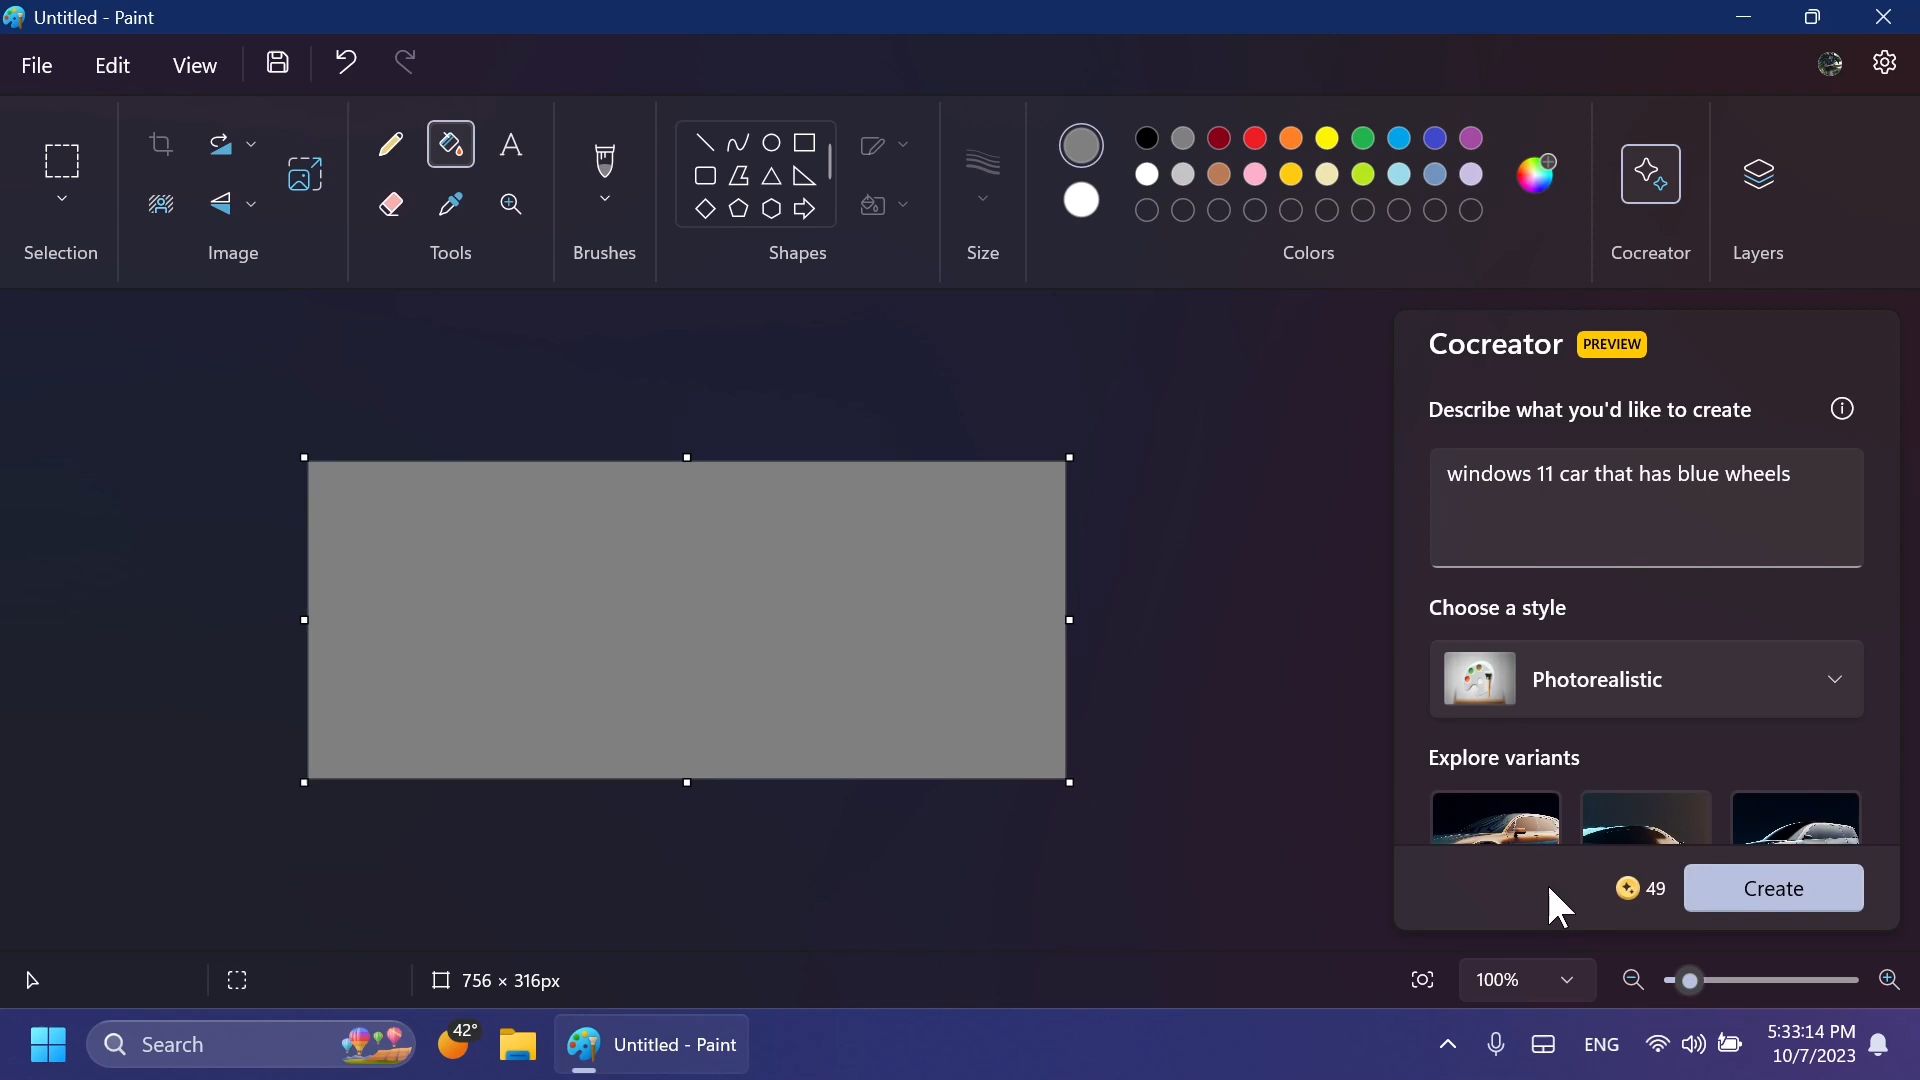 Untitled - Paint
File Edit View
Selection Image Tools Brushes Shapes Size Colors Cocreator Layers
Cocreator PREVIEW
Describe what you'd like to create
windows 11 car that has blue wheels
Choose a style
Photorealistic
Explore variants
49 Create
756 × 316px 100%
Search 42° Untitled - Paint ENG 5:33:14 PM
10/7/2023